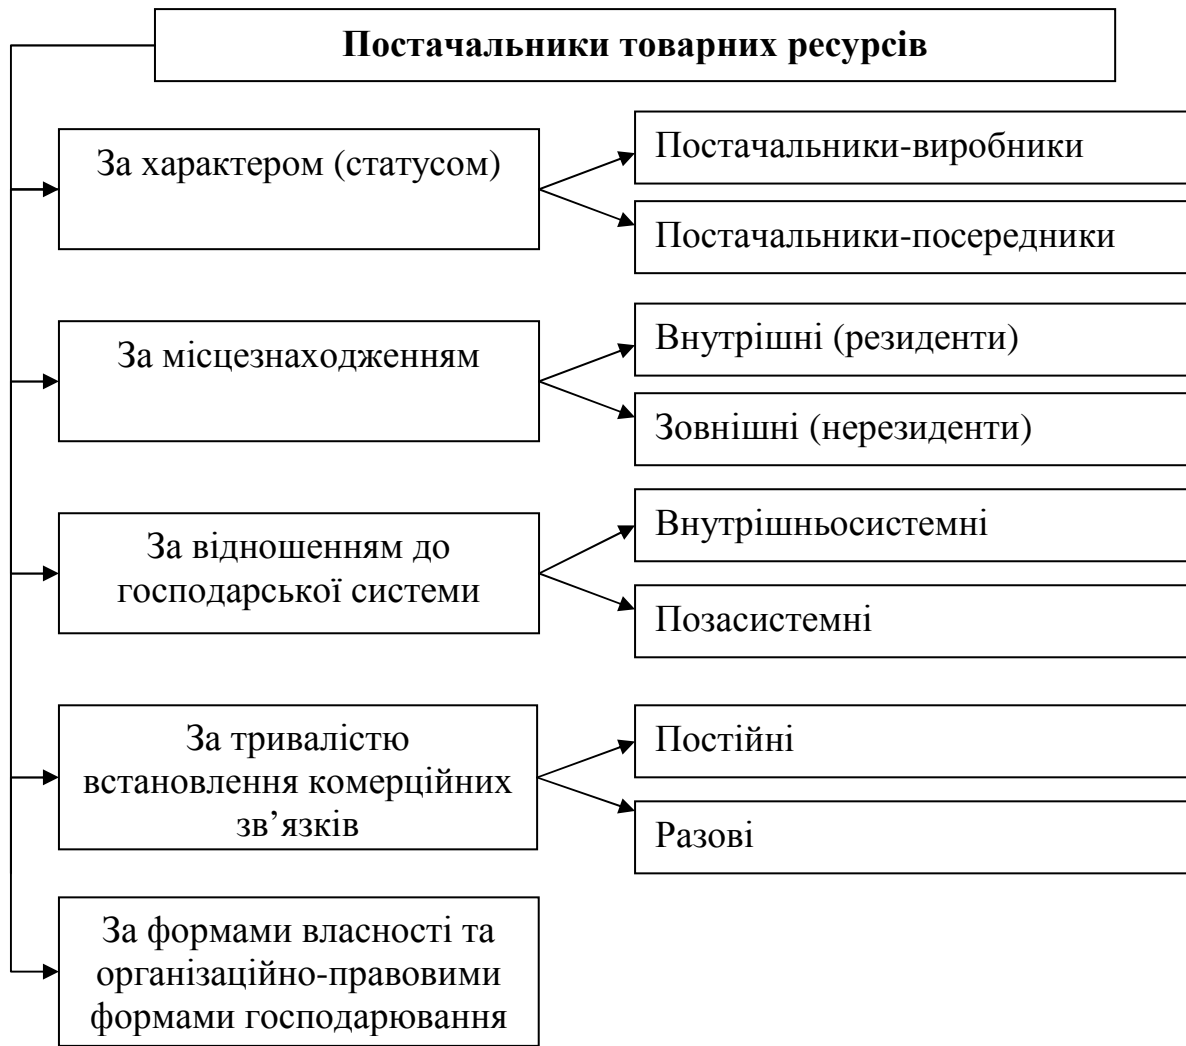 Постачальники товарних ресурсів
За характером (статусом)
Постачальники-виробники
Постачальники-посередники
За місцезнаходженням
Внутрішні (резиденти)
Зовнішні (нерезиденти)
За відношенням до
господарської системи
Внутрішньосистемні
Позасистемні
За тривалістю
встановлення комерційних
зв’язків
Постійні
Разові
За формами власності та
організаційно-правовими
формами господарювання